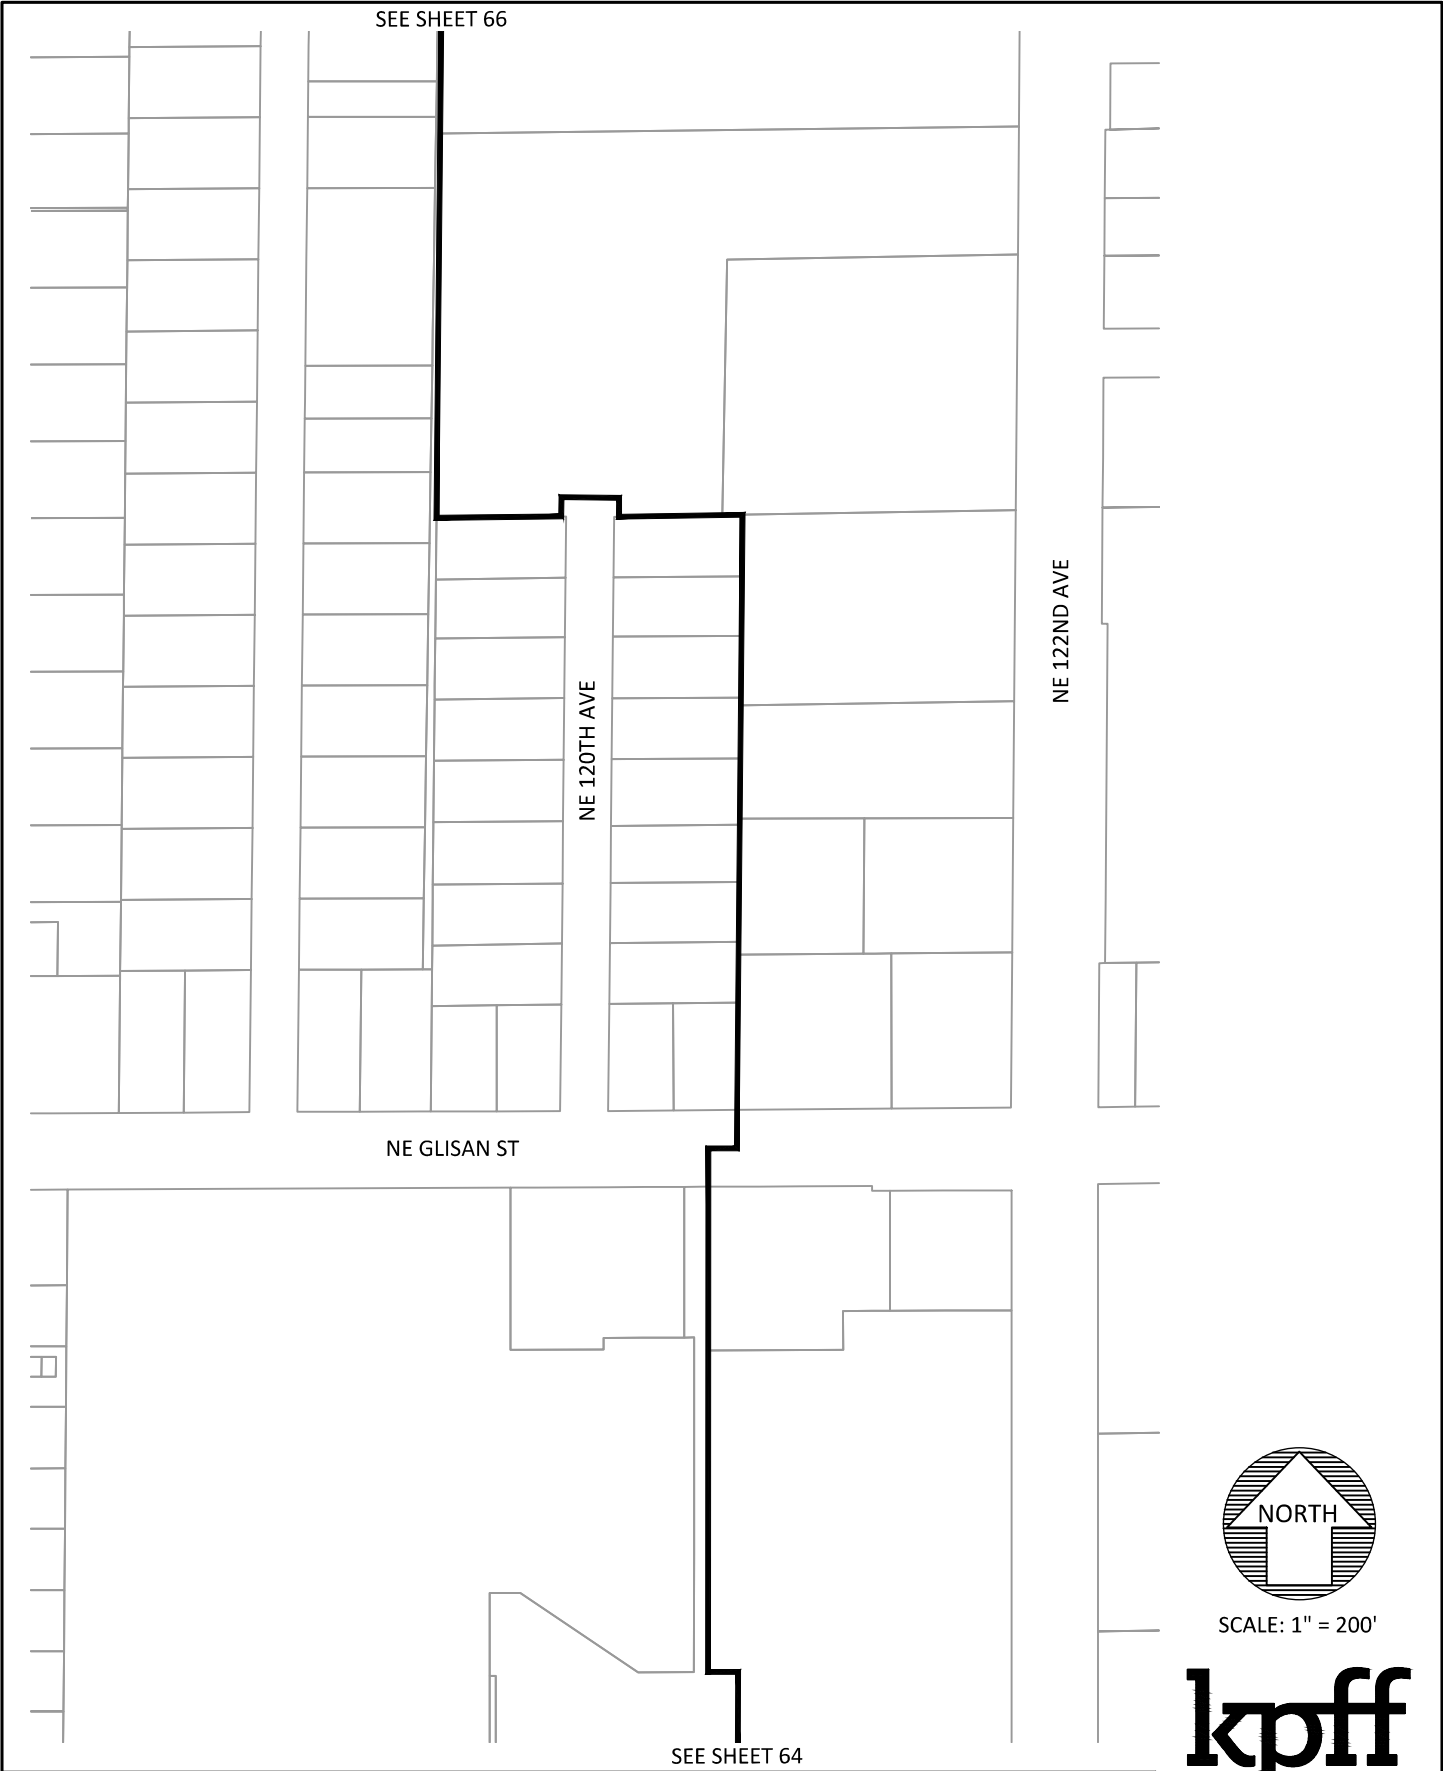 SEE SHEET 66
NE 122ND AVE
NE 120TH AVE
NE GLISAN ST
NORTH
SCALE: 1" = 200'
kpff
SEE SHEET 64